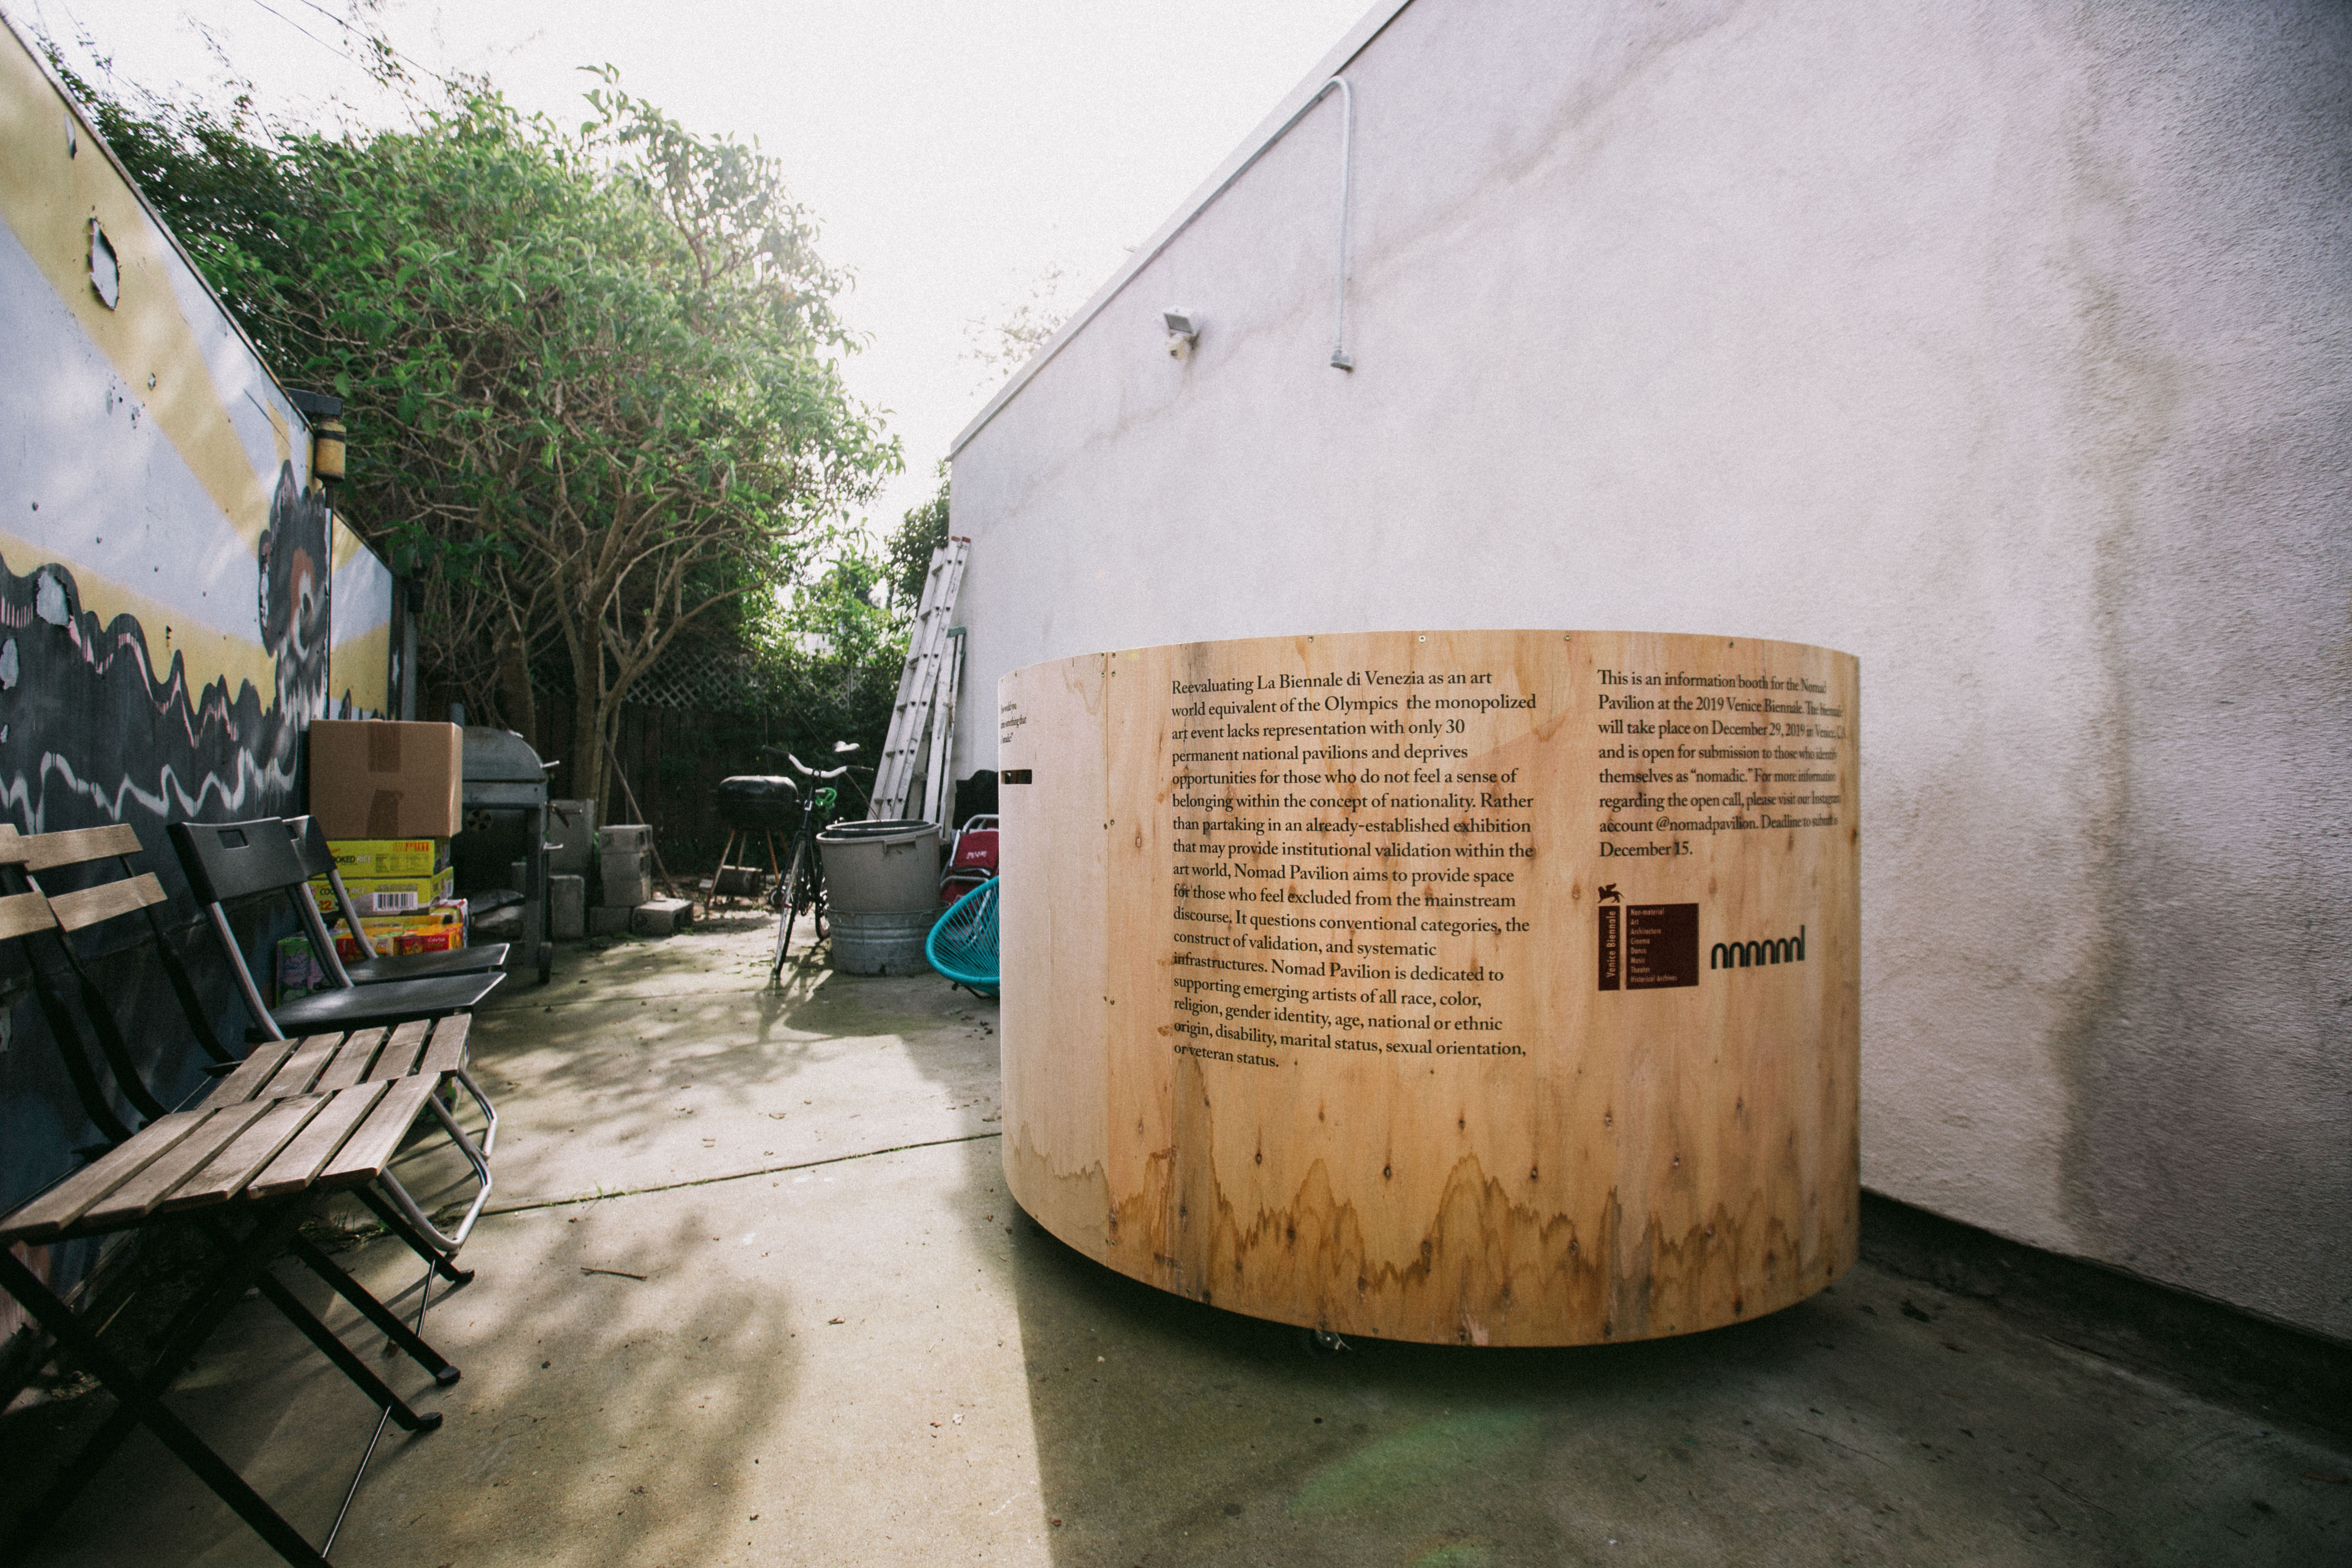 Reevaluating La Biennale di Venezia as an art
world equivalent of the Olympics the monopolized
art event lacks representation with only 30
permanent national pavilions and deprives
opportunities for those who do not feel a sense of
belonging within the concept of nationality. Rather
than partaking in an already-established exhibition
that may provide institutional validation within the
art world, Nomad Pavilion aims to provide space
for those who feel excluded from the mainstream
discourse. It questions conventional categories, the
construct of validation, and systematic
infrastructures. Nomad Pavilion is dedicated to
supporting emerging artists of all race, color,
religion, gender identity, age, national or ethnic
origin, disability, marital status, sexual orientation,
or veteran status.
This is an information booth for the Nomad
Pavilion at the 2019 Venice Biennale. The biennale
will take place on December 29, 2019 in Venice, CA
and is open for submission to those who identify
themselves as “nomadic.” For more information
regarding the open call, please visit our Instagram
account @nomadpavilion. Deadline to submit is
December 15.
Venice Biennale
Non-material
Art
Architecture
Cinema
Dance
Music
Theater
Historical Archives